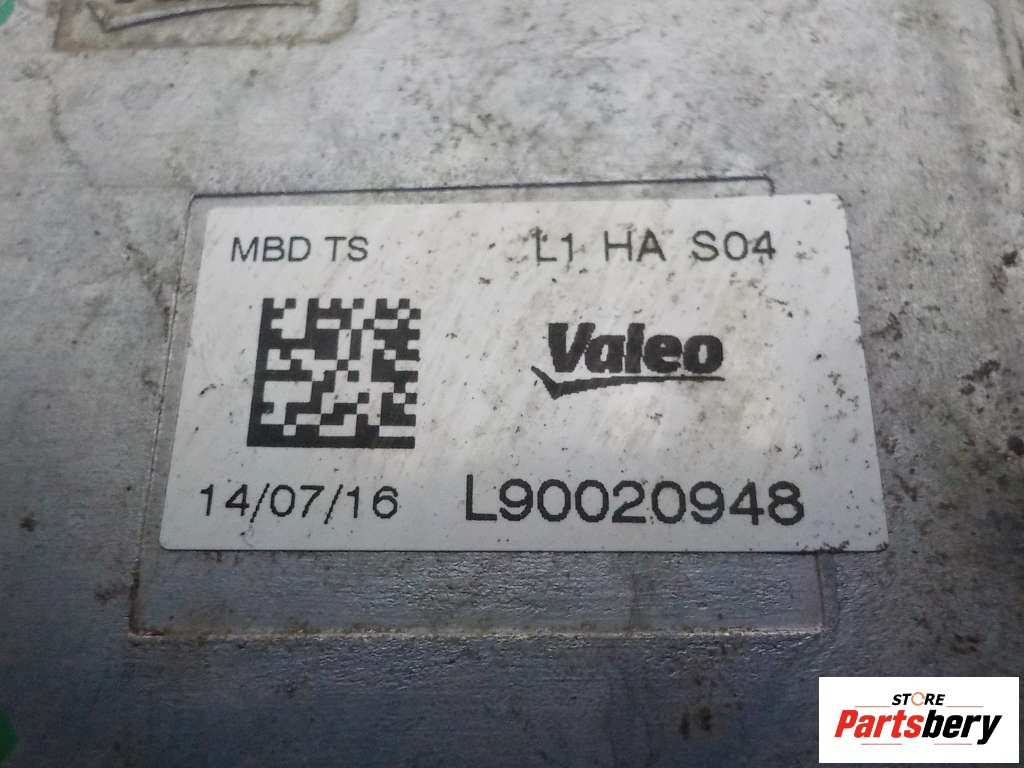 MBD TS L1 HA S04
Valeo
14/07/16 L90020948
STORE
Partsbery